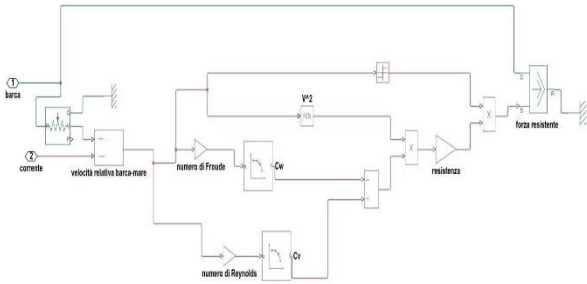 1
barca
2
corrente
velocità relativa barca-mare
V^2
numero di Froude
Cw
numero di Reynolds
Cv
resistenza
forza resistente
S
R